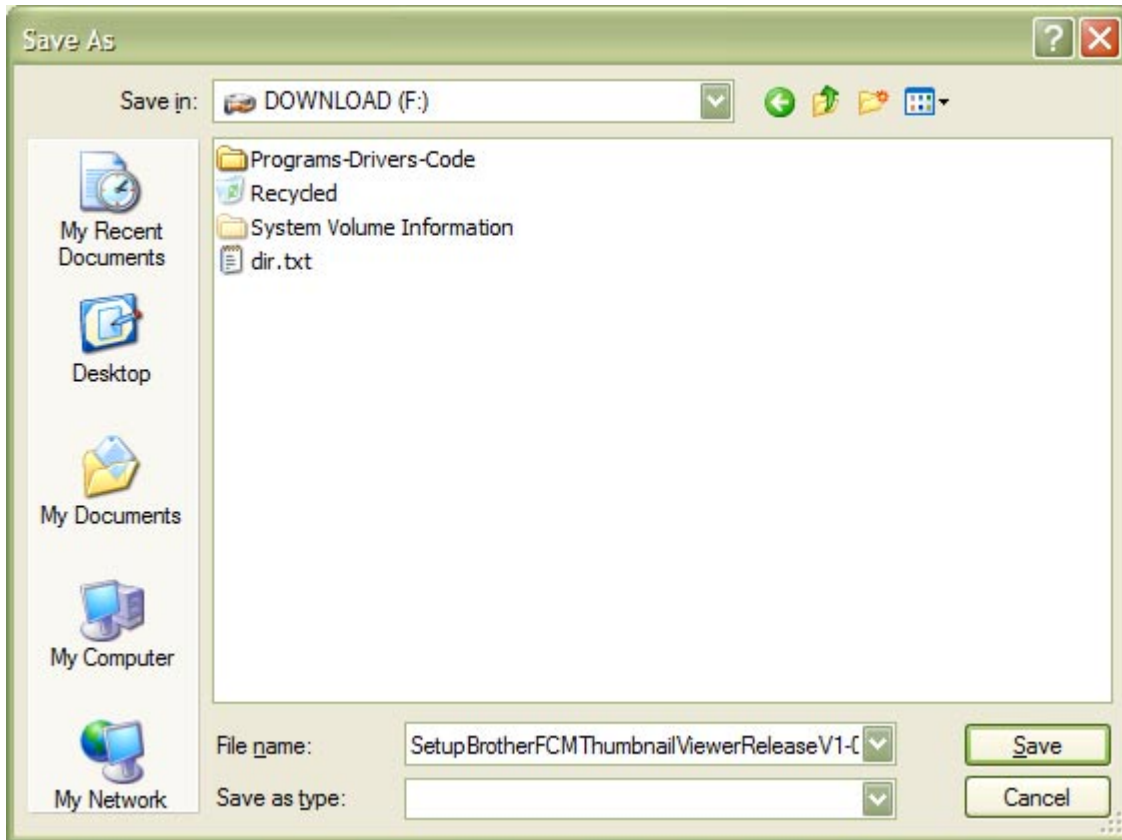 Save As
Save in:
DOWNLOAD (F:)
My Recent
Documents
Desktop
My Documents
My Computer
My Network
Programs-Drivers-Code
Recycled
System Volume Information
dir.txt
File name:
SetupBrotherFCMThumbnailViewerReleaseV1-
Save
Save as type:
Cancel